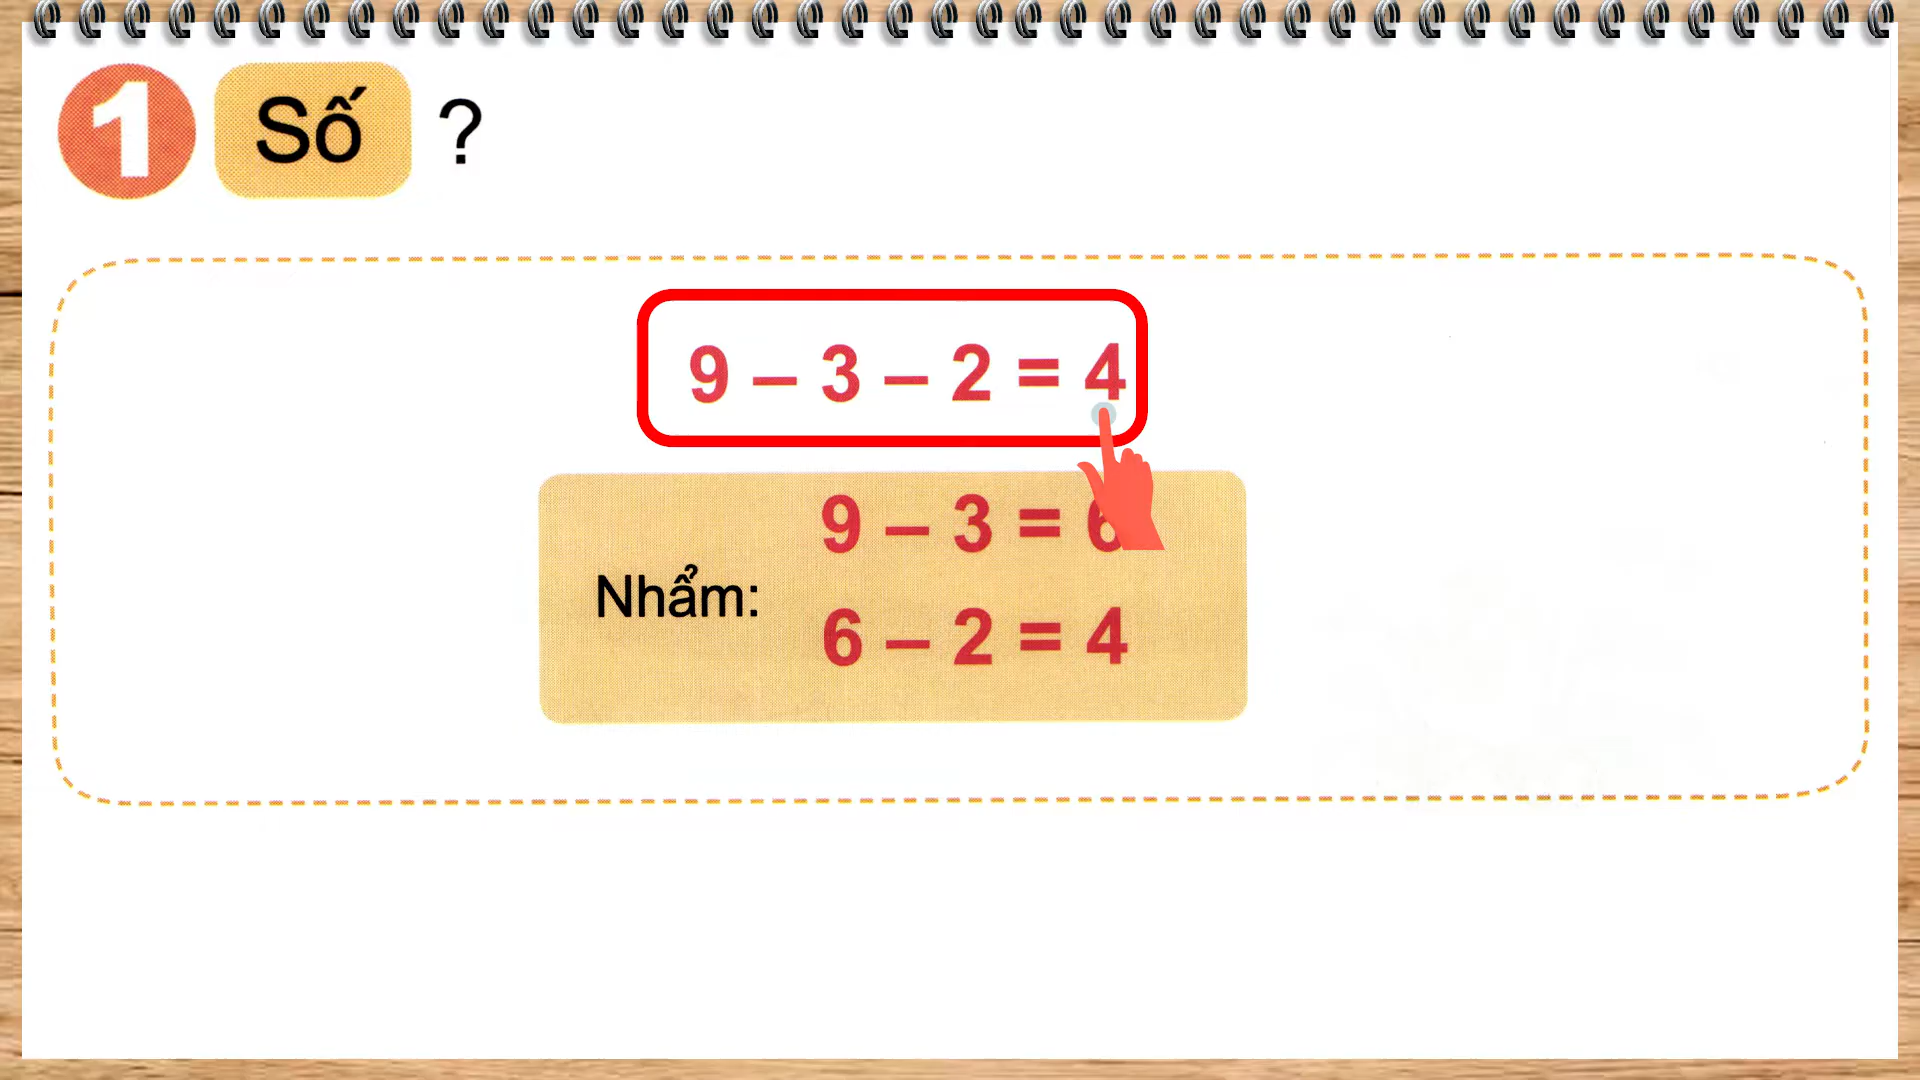 1 Số ?
9 – 3 – 2 = 4
9 – 3 = 6
Nhẩm:
6 – 2 = 4